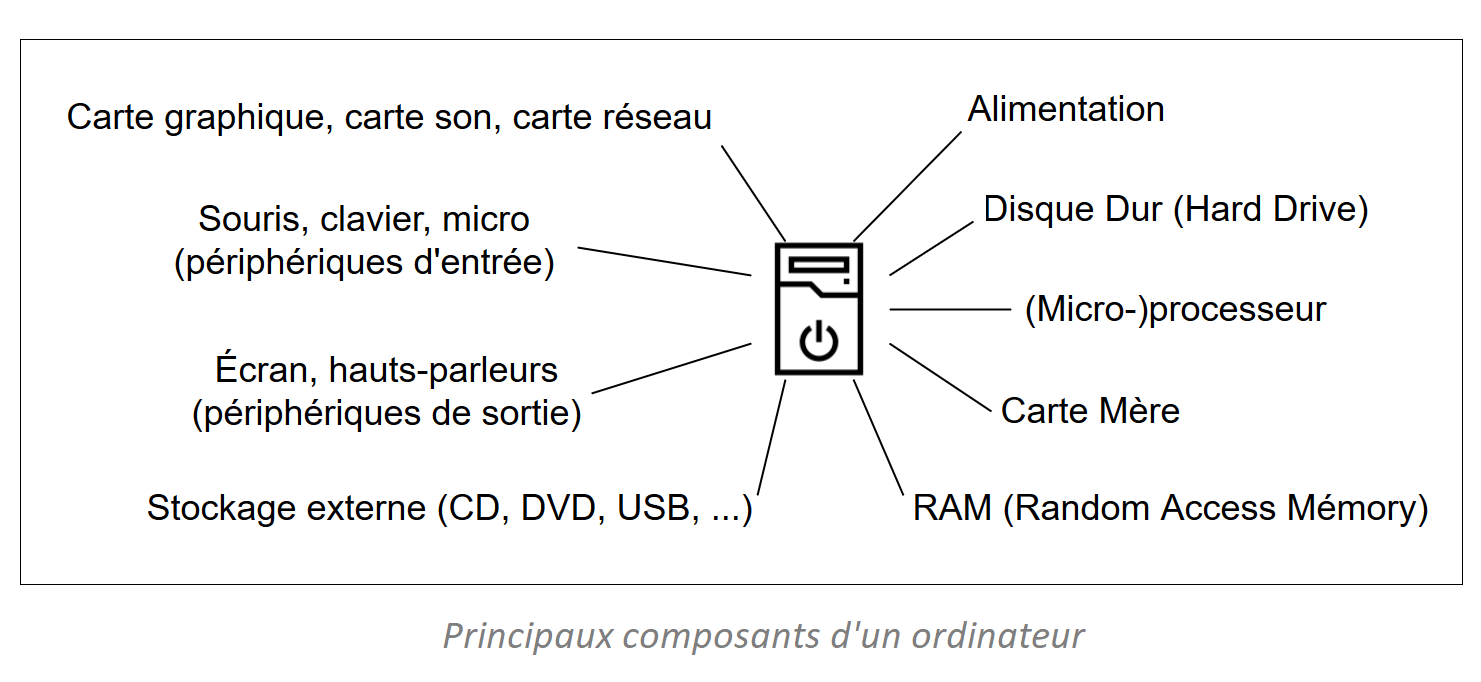 Carte graphique, carte son, carte réseau
Alimentation
Souris, clavier, micro
(périphériques d'entrée)
Disque Dur (Hard Drive)
(Micro-)processeur
Écran, hauts-parleurs
(périphériques de sortie)
Carte Mère
Stockage externe (CD, DVD, USB, ...)
RAM (Random Access Mémory)
Principaux composants d'un ordinateur